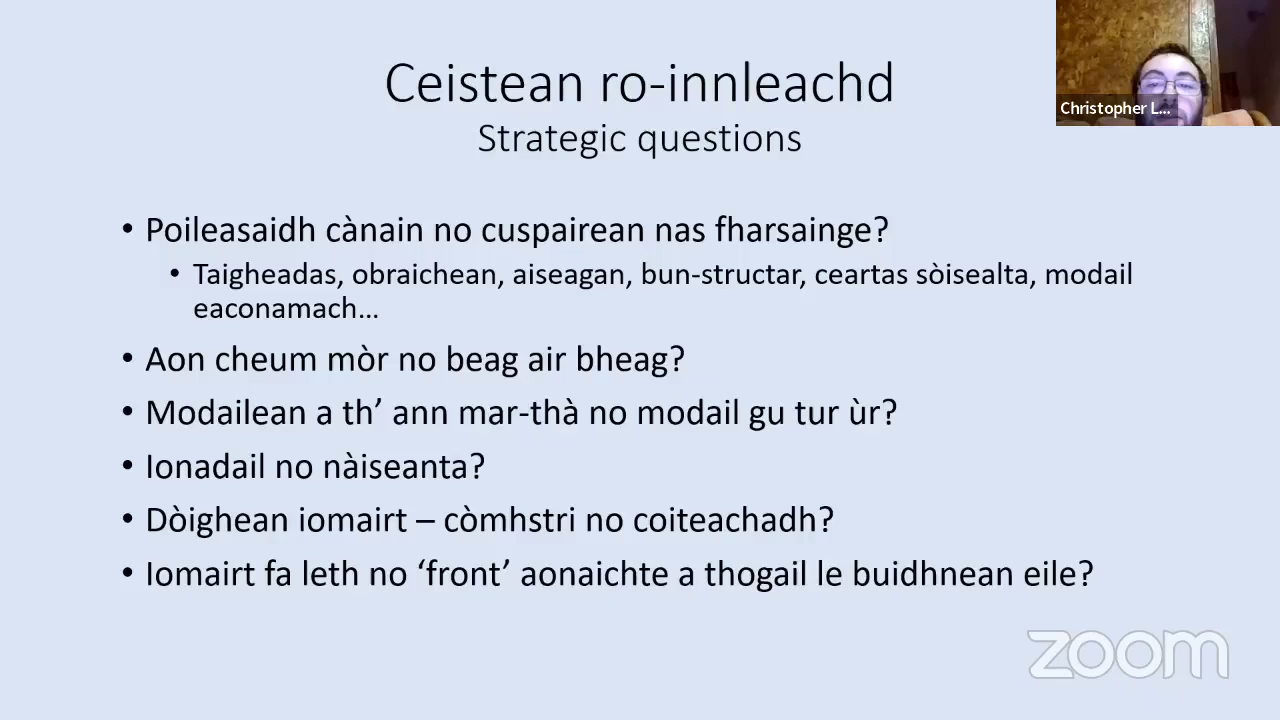 Ceistean ro-innleachd
Strategic questions
Christopher L...
• Poileasaidh cànain no cuspairean nas fharsainge?
• Taigheadas, obraichean, aiseagan, bun-structar, ceartas sòisealta, modail
eaconamach...
• Aon cheum mòr no beag air bheag?
• Modailean a th’ ann mar-thà no modail gu tur ùr?
• Ionadail no nàiseanta?
• Dòighean iomairt – còmhstri no coiteachadh?
• Iomairt fa leth no ‘front’ aonaichte a thogail le buidhnean eile?
zoom